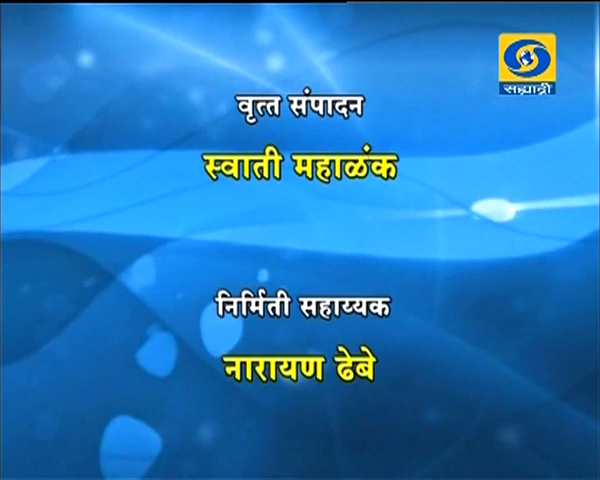 सह्याद्री
वृत्त संपादन
स्वाती महाळंक
निर्मिती सहाय्यक
नारायण ढेबे